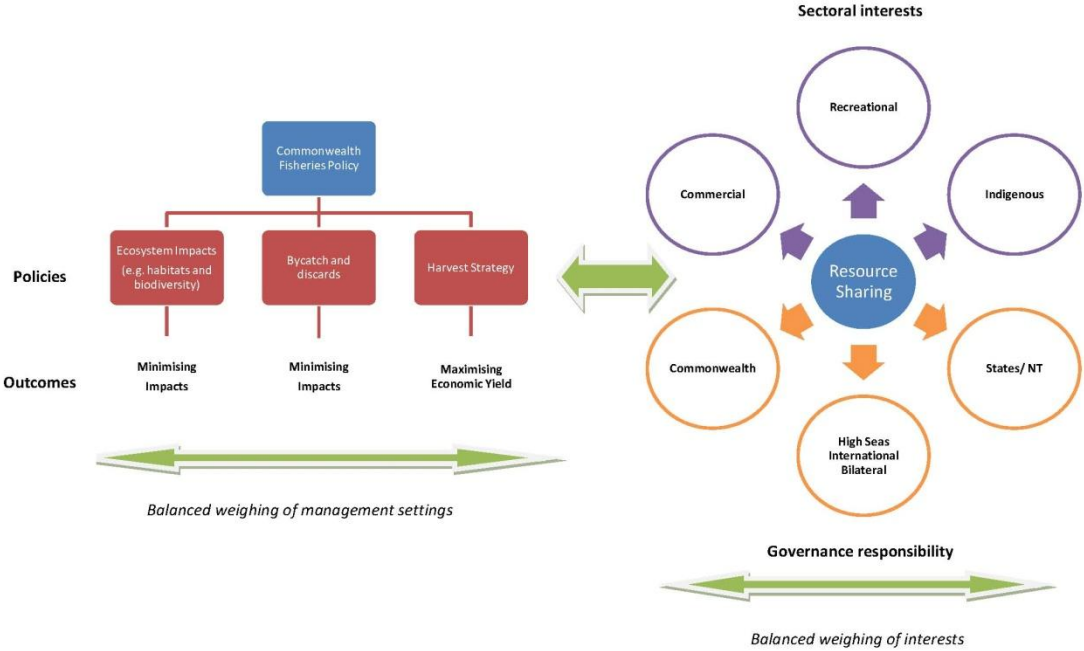 Commonwealth
Fisheries Policy
Policies
Ecosystem Impacts
(e.g. habitats and
biodiversity)
Bycatch and
discards
Harvest Strategy
Outcomes
Minimising
Impacts
Minimising
Impacts
Maximising
Economic Yield
Balanced weighing of management settings
Sectoral interests
Recreational
Commercial
Indigenous
Resource
Sharing
Commonwealth
States/ NT
High Seas
International
Bilateral
Governance responsibility
Balanced weighing of interests